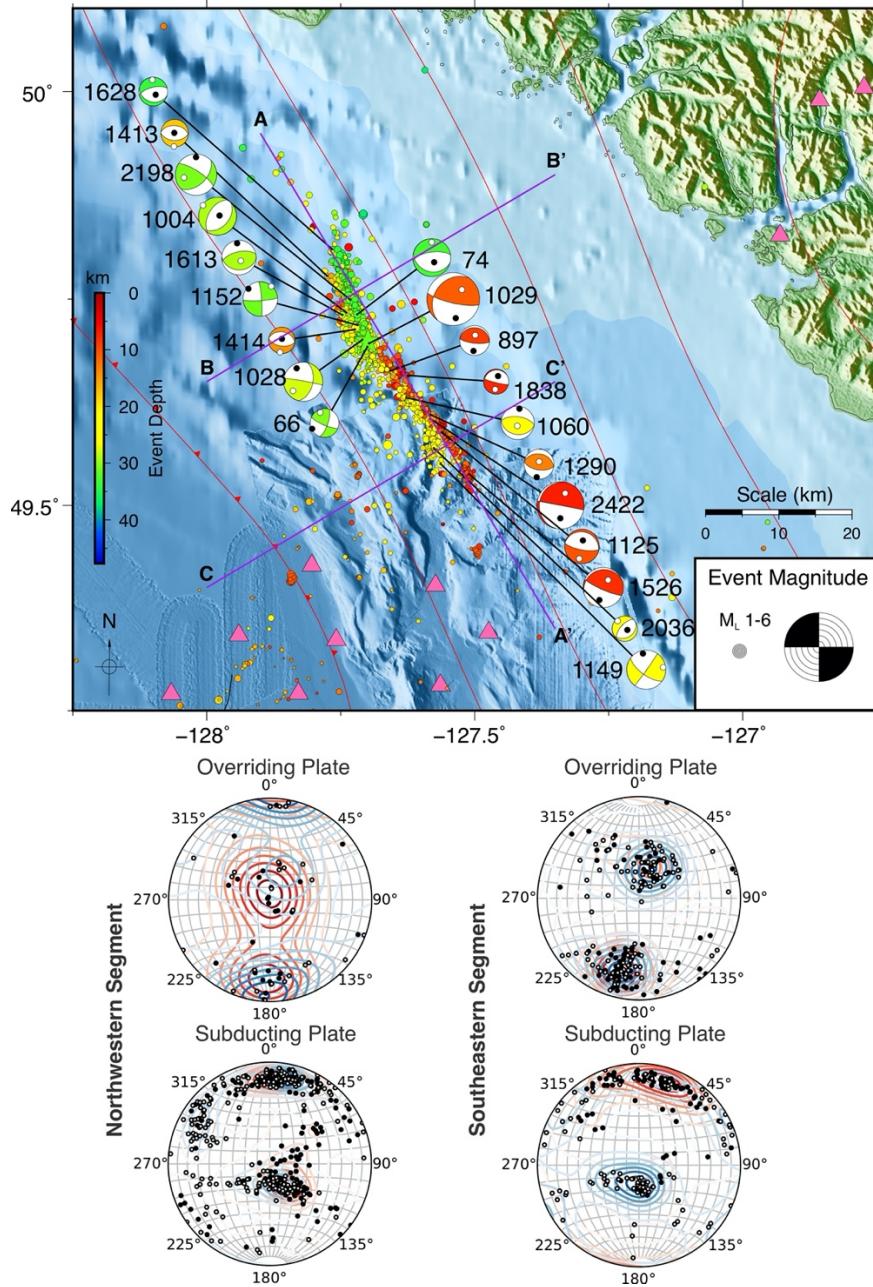 50°
49.5°
−128
−127.5
−127
A
B'
B
C'
C
A'
1628
1413
2198
1004
1613
1152
1414
1028
66
74
1029
897
1838
1060
1290
2422
1125
1526
2036
1149
km
0
10
20
30
40
Event Depth
N
Scale (km)
0 10 20
Event Magnitude
M_L 1-6
Northwestern Segment
Southeastern Segment
Overriding Plate
0°
315° 45°
270° 90°
225° 135°
180°
Overriding Plate
0°
315° 45°
270° 90°
225° 135°
180°
Subducting Plate
0°
315° 45°
270° 90°
225° 135°
180°
Subducting Plate
0°
315° 45°
270° 90°
225° 135°
180°